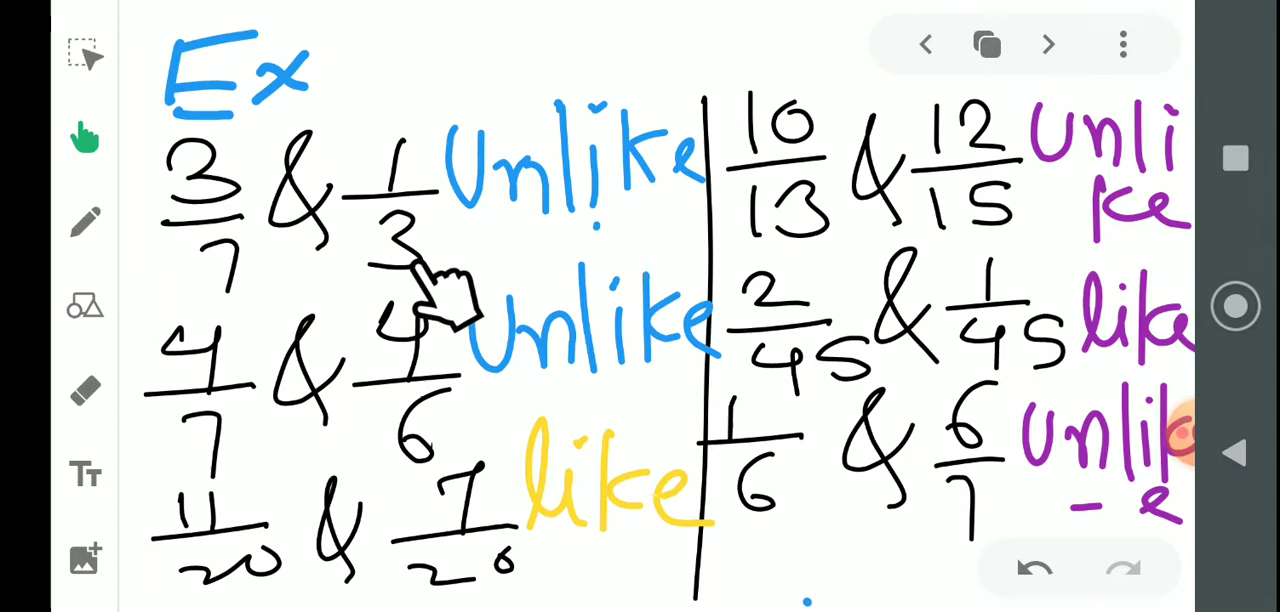 Ex
3/7 & 1/3 Unlike
4/7 & 4/6 Unlike
11/20 & 7/20 like
10/13 & 12/15 Unli
ke
2/45 & 1/45 like
1/6 & 6/7 Unlik
- e
Tт